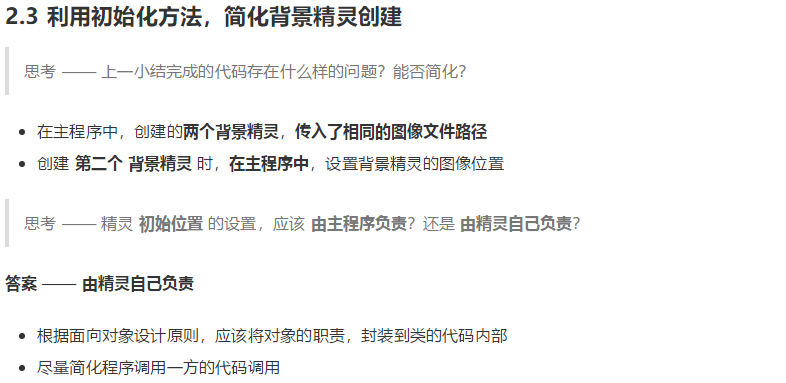 2.3 利用初始化方法，简化背景精灵创建
思考 —— 上一小结完成的代码存在什么样的问题？能否简化？
在主程序中，创建的两个背景精灵，传入了相同的图像文件路径
创建 第二个 背景精灵 时，在主程序中，设置背景精灵的图像位置
思考 —— 精灵 初始位置 的设置，应该 由主程序负责？还是 由精灵自己负责？
答案 —— 由精灵自己负责
根据面向对象设计原则，应该将对象的职责，封装到类的代码内部
尽量简化程序调用一方的代码调用